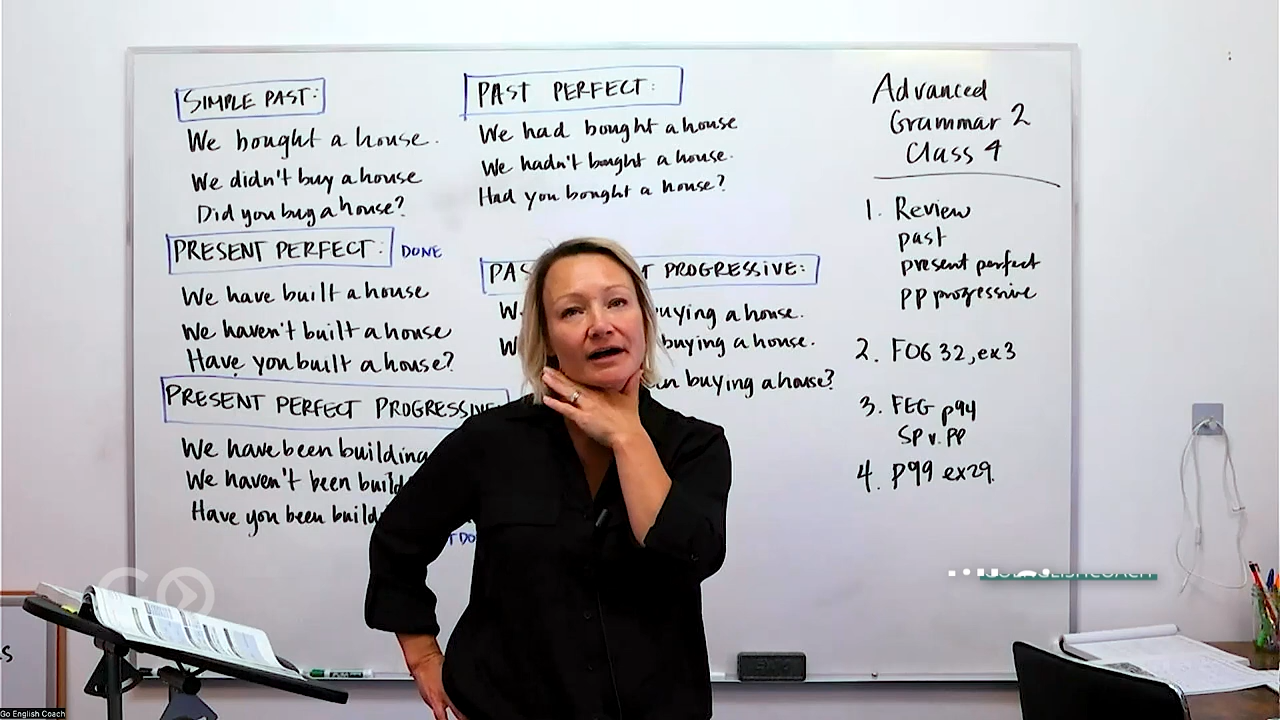 SIMPLE PAST:
We bought a house.
We didn't buy a house
Did you buy a house?
PRESENT PERFECT: DONE
We have built a house
We haven't built a house
Have you built a house?
PRESENT PERFECT PROGRESSIVE
We have been building
We haven't been
Have you been
PAST PERFECT:
We had bought a house
We hadn't bought a house.
Had you bought a house?
PROGRESSIVE:
a house.
buying a house.
buying a house?
Advanced
Grammar 2
Class 4
1. Review
past
present perfect
pp progressive
2. FOG 32, ex3
3. FEG p94
SP v. PP
4. p99 ex29.
GO
Go English Coach